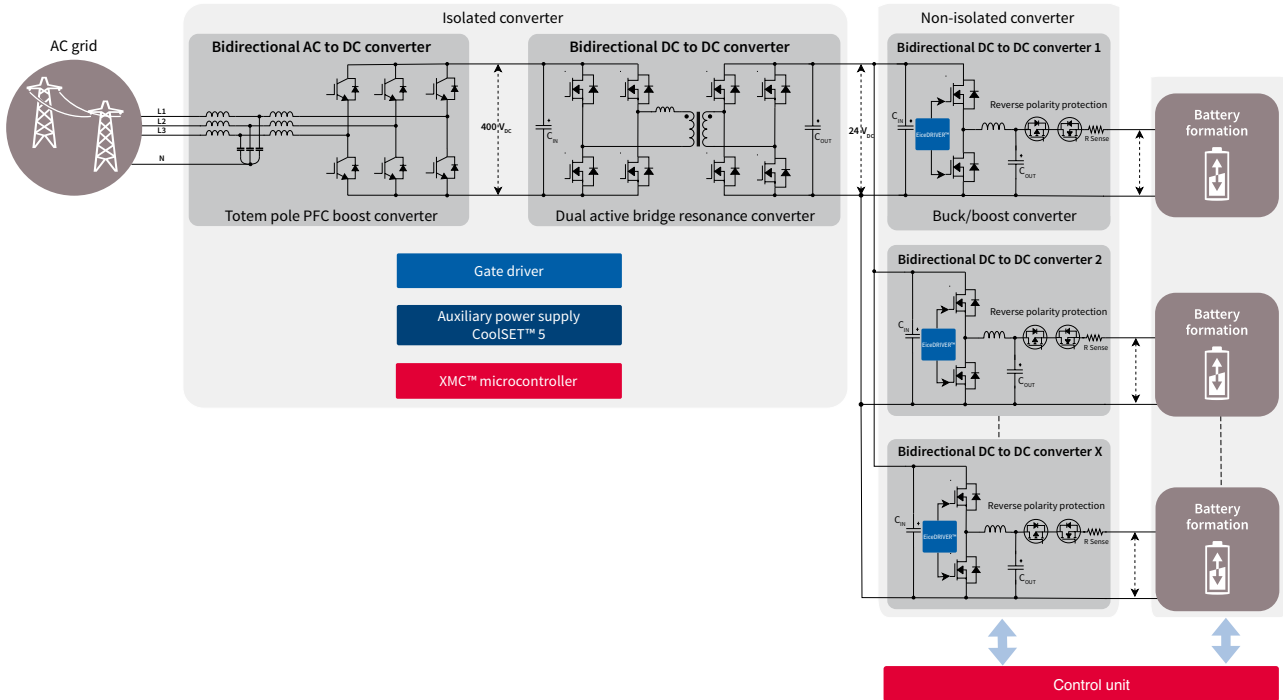 Isolated converter
Non-isolated converter
AC grid
Bidirectional AC to DC converter
Bidirectional DC to DC converter
Bidirectional DC to DC converter 1
L1
L2
L3
N
400 VDC
CIN
+
COUT
+
24 VDC
CIN
+
EiceDRIVER™
Reverse polarity protection
R Sense
COUT
+
Battery
formation
Totem pole PFC boost converter
Dual active bridge resonance converter
Buck/boost converter
Gate driver
Auxiliary power supply
CoolSET™ 5
XMC™ microcontroller
Bidirectional DC to DC converter 2
CIN
+
EiceDRIVER™
Reverse polarity protection
R Sense
COUT
+
Battery
formation
Bidirectional DC to DC converter X
CIN
+
EiceDRIVER™
Reverse polarity protection
R Sense
COUT
+
Battery
formation
Control unit